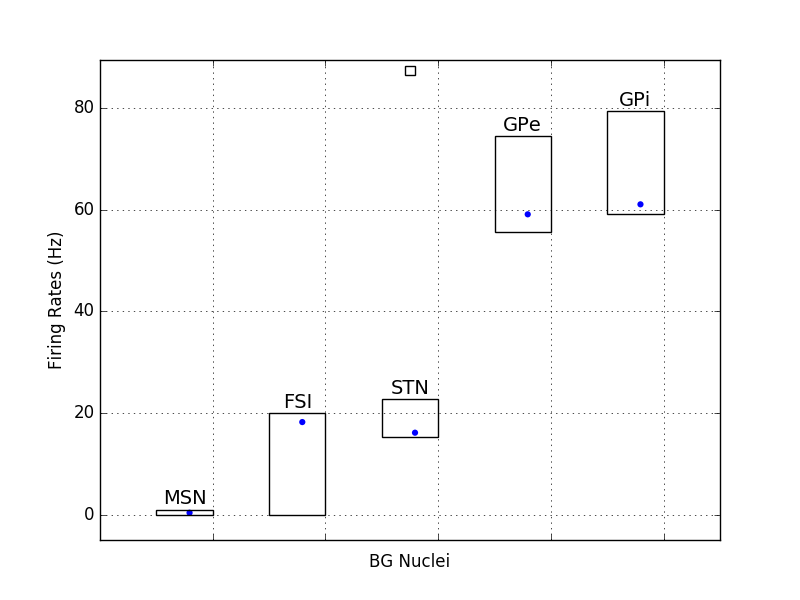 GPi
GPe
80
60
Firing Rates (Hz)
40
STN
FSI
20
MSN
0
BG Nuclei